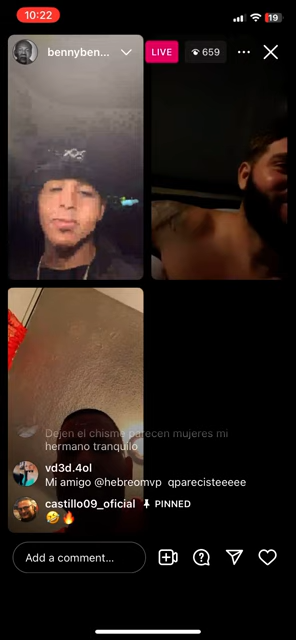 10:22
19
bennyben...
LIVE
659
Dejen el chisme parecen mujeres mi
hermano tranquilo
vd3d.4ol
Mi amigo @hebreomvp qparecisteeeee
castillo09_oficial PINNED
🤣🔥
Add a comment...